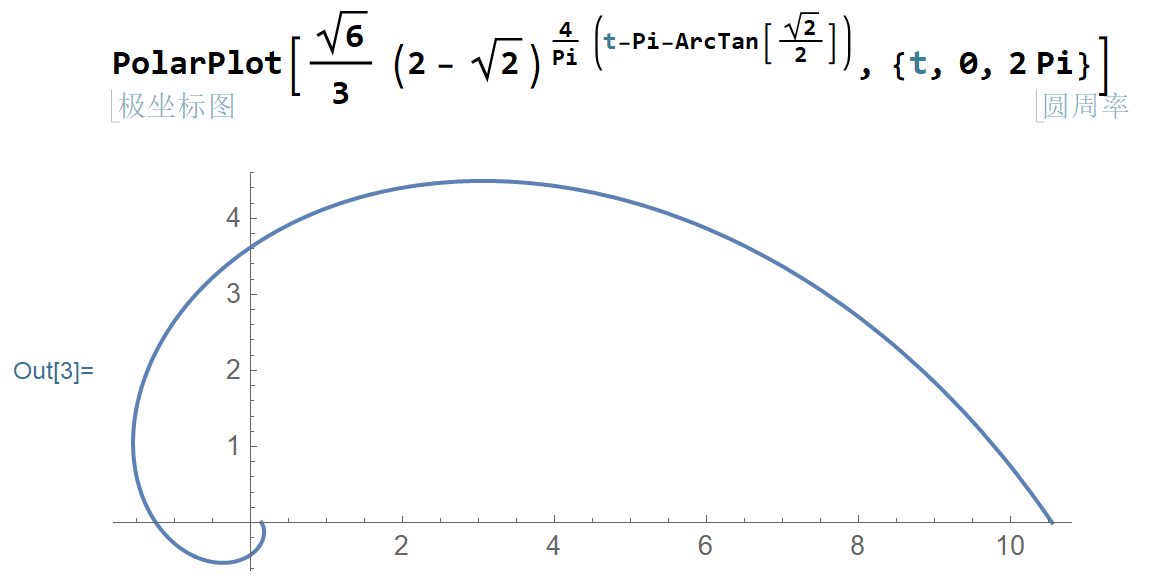 PolarPlot[√6/3 (2 - √2)^(4/Pi (t-Pi-ArcTan[√2/2])), {t, 0, 2 Pi}]
极坐标图 圆周率
4
3
2
1
Out[3]=
2 4 6 8 10